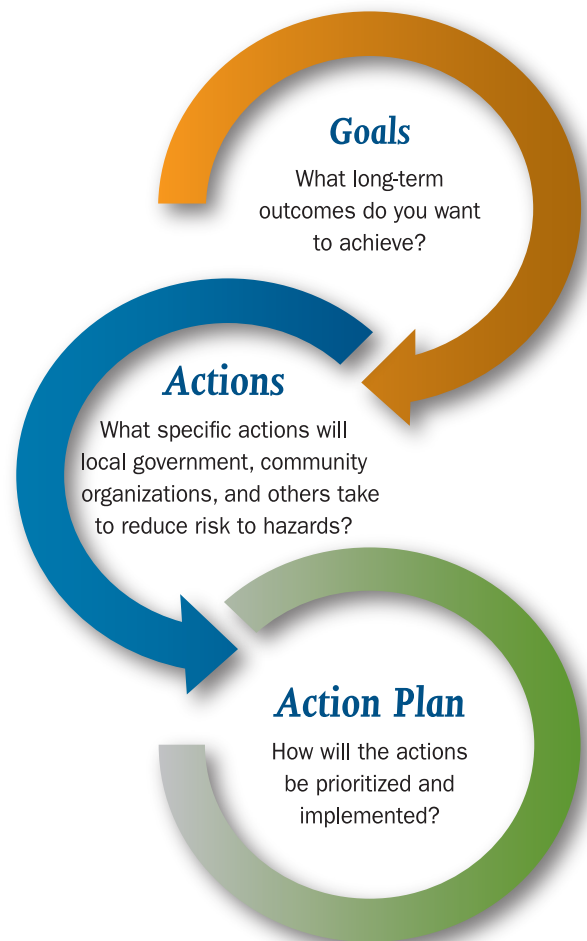 Goals
What long-term
outcomes do you want
to achieve?
Actions
What specific actions will
local government, community
organizations, and others take
to reduce risk to hazards?
Action Plan
How will the actions
be prioritized and
implemented?